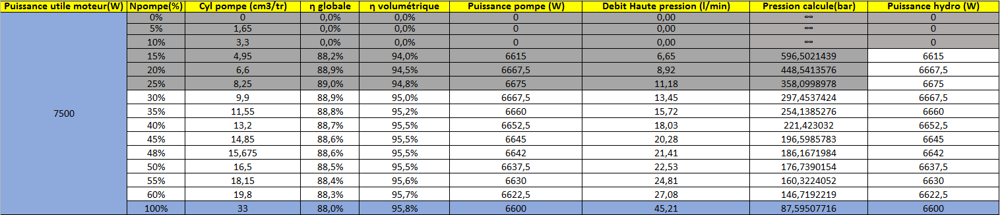 Puissance utile moteur(W) Npompe(%) Cyl pompe (cm3/tr) η globale η volumétrique Puissance pompe (W) Debit Haute pression (l/min) Pression calcule(bar) Puissance hydro (W)
0% 0 0,0% 0,0% 0 0,00 ∞ 0
5% 1,65 0,0% 0,0% 0 0,00 ∞ 0
10% 3,3 0,0% 0,0% 0 0,00 ∞ 0
15% 4,95 88,2% 94,0% 6615 6,65 596,5021439 6615
20% 6,6 88,9% 94,5% 6667,5 8,92 448,5413576 6667,5
25% 8,25 89,0% 94,8% 6675 11,18 358,0998978 6675
30% 9,9 88,9% 95,0% 6667,5 13,45 297,4537424 6667,5
7500 35% 11,55 88,8% 95,2% 6660 15,72 254,1385276 6660
40% 13,2 88,7% 95,5% 6652,5 18,03 221,423032 6652,5
45% 14,85 88,6% 95,5% 6645 20,28 196,5985783 6645
48% 15,675 88,6% 95,5% 6642 21,41 186,1671984 6642
50% 16,5 88,5% 95,5% 6637,5 22,53 176,7390154 6637,5
55% 18,15 88,4% 95,6% 6630 24,81 160,3224052 6630
60% 19,8 88,3% 95,7% 6622,5 27,08 146,7192219 6622,5
100% 33 88,0% 95,8% 6600 45,21 87,59507716 6600